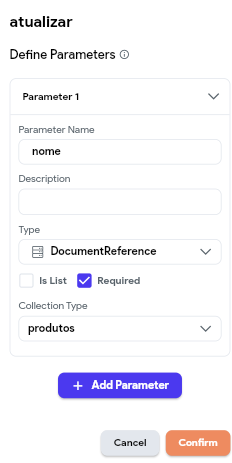 atualizar
Define Parameters
Parameter 1
Parameter Name
nome
Description
Type
DocumentReference
Is List Required
Collection Type
produtos
+ Add Parameter
Cancel Confirm